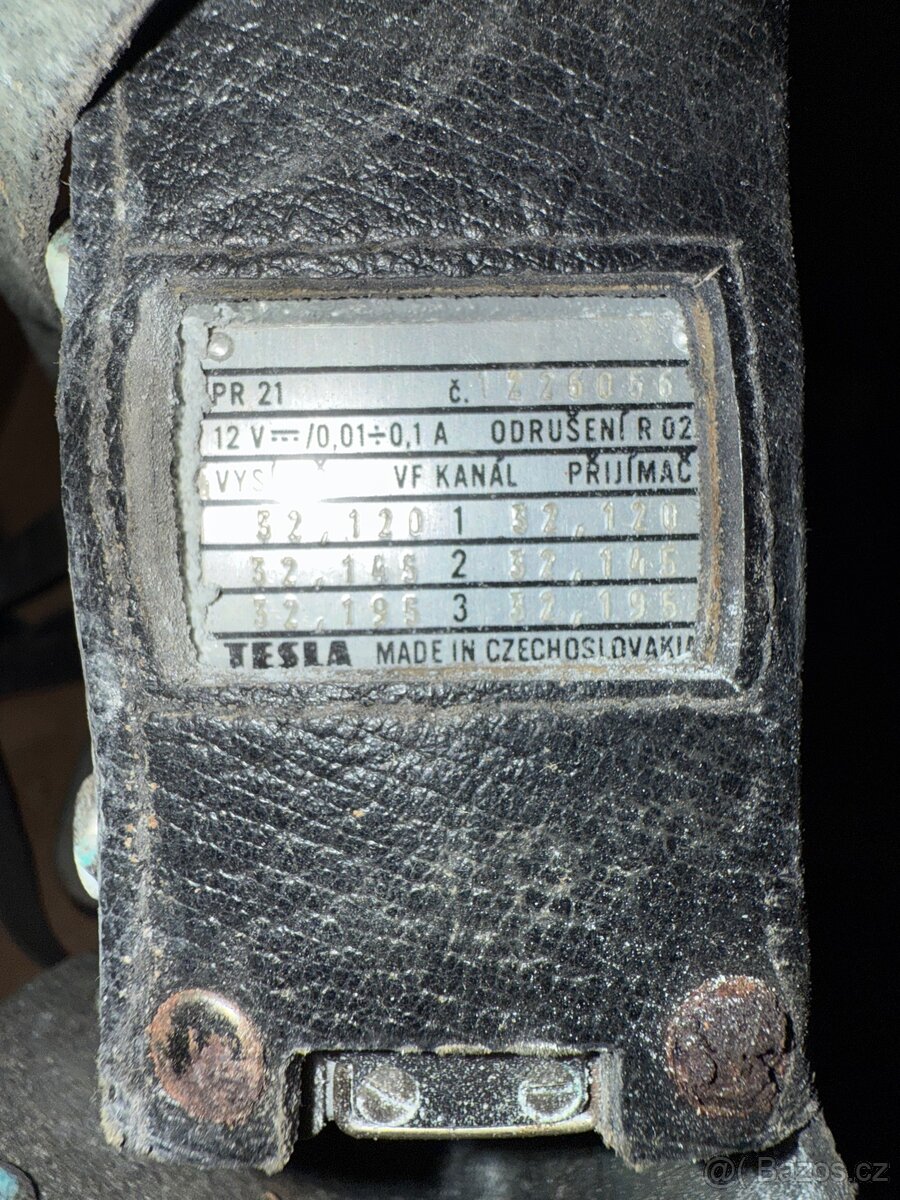 PR 21 č. 1226056
12 V⎓/0,01÷0,1 A ODRUŠENÍ R 02
VF KANÁL PŘIJÍMAČ
32,120 1 32,120
32,145 2 32,145
32,195 3 32,195
TESLA MADE IN CZECHOSLOVAKIA
@( Bazos.cz